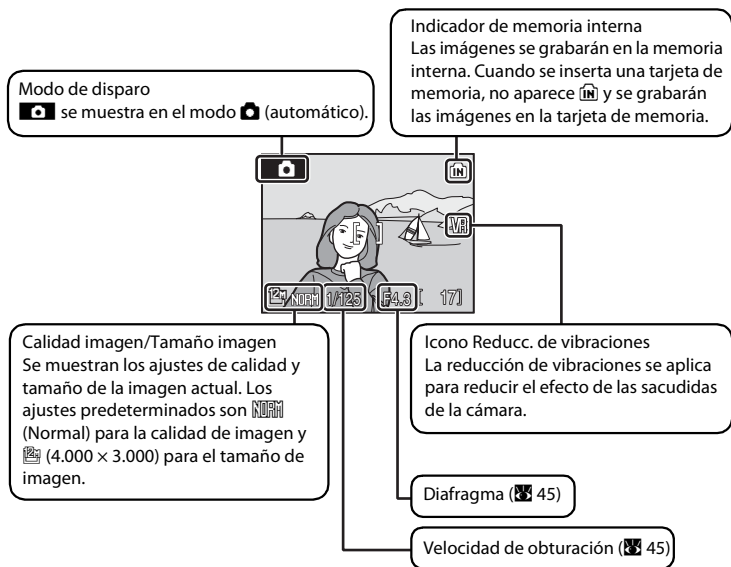 Indicador de memoria interna
Las imágenes se grabarán en la memoria
interna. Cuando se inserta una tarjeta de
memoria, no aparece IN y se grabarán
las imágenes en la tarjeta de memoria.
Modo de disparo
se muestra en el modo (automático).
IN
VR
12M NORM 1/125 F4.3 [ 17]
Calidad imagen/Tamaño imagen
Se muestran los ajustes de calidad y
tamaño de la imagen actual. Los
ajustes predeterminados son NORM
(Normal) para la calidad de imagen y
12M (4.000 × 3.000) para el tamaño de
imagen.
Icono Reducc. de vibraciones
La reducción de vibraciones se aplica
para reducir el efecto de las sacudidas
de la cámara.
Diafragma ( 45)
Velocidad de obturación ( 45)